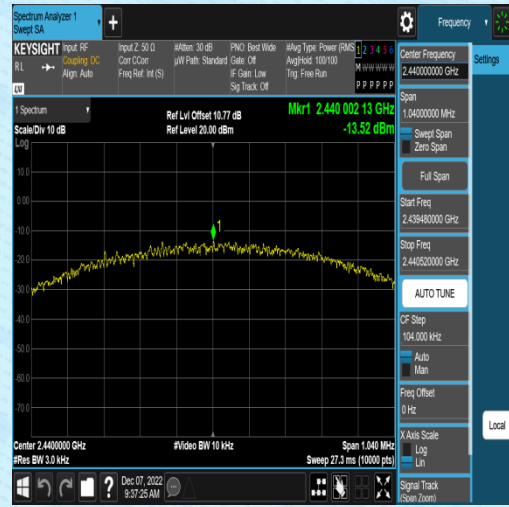 Spectrum Analyzer 1
Swept SA
+
Frequency
KEYSIGHT
RL
LXI
Input: RF
Coupling: DC
Align: Auto
Input Z: 50 Ω
Corr CCorr
Freq Ref: Int (S)
#Atten: 30 dB
µW Path: Standard
PNO: Best Wide
Gate: Off
IF Gain: Low
Sig Track: Off
#Avg Type: Power (RMS
Avg|Hold: 100/100
Trig: Free Run
1 2 3 4 5 6
M W W W W W
P P P P P P
1 Spectrum
Scale/Div 10 dB
Log
Ref Lvl Offset 10.77 dB
Ref Level 20.00 dBm
Mkr1 2.440 002 13 GHz
-13.52 dBm
10.0
0.00
-10.0
-20.0
-30.0
-40.0
-50.0
-60.0
-70.0
1
Center 2.4400000 GHz
#Res BW 3.0 kHz
#Video BW 10 kHz
Span 1.040 MHz
Sweep 27.3 ms (10000 pts)
Dec 07, 2022
9:37:25 AM
?
Settings
Center Frequency
2.440000000 GHz
Span
1.04000000 MHz
Swept Span
Zero Span
Full Span
Start Freq
2.439480000 GHz
Stop Freq
2.440520000 GHz
AUTO TUNE
CF Step
104.000 kHz
Auto
Man
Freq Offset
0 Hz
X Axis Scale
Log
Lin
Signal Track
(Span Zoom)
Local